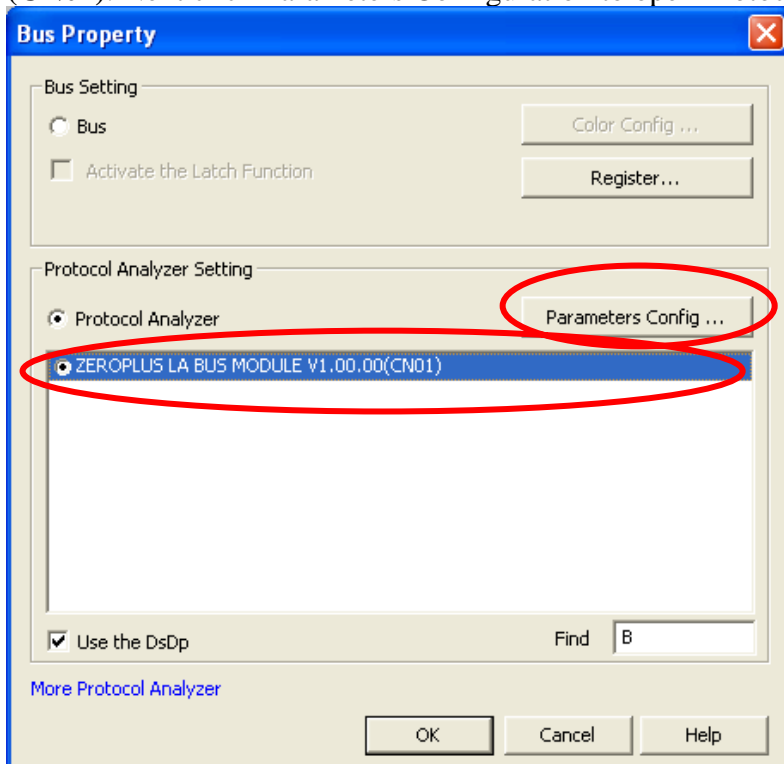 Bus Property
Bus Setting
Bus
Color Config ...
Activate the Latch Function
Register...
Protocol Analyzer Setting
Protocol Analyzer
Parameters Config ...
ZEROPLUS LA BUS MODULE V1.00.00(CN01)
Use the DsDp
Find B
More Protocol Analyzer
OK Cancel Help